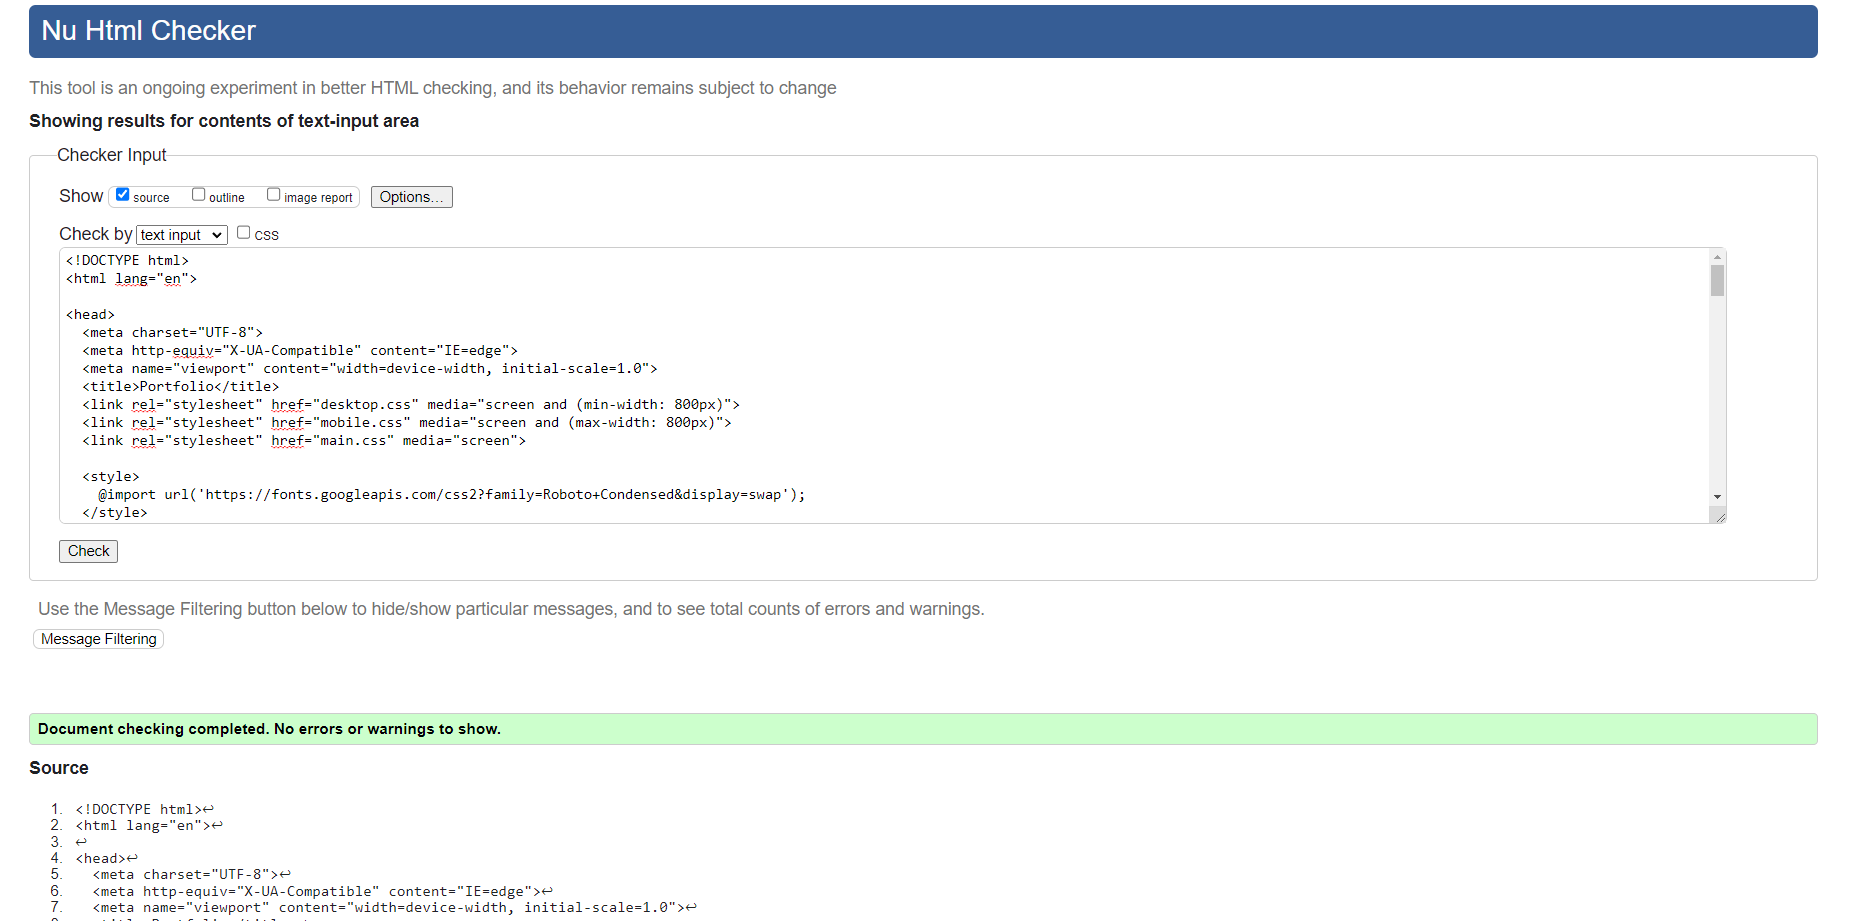 Nu Html Checker
This tool is an ongoing experiment in better HTML checking, and its behavior remains subject to change
Showing results for contents of text-input area
Checker Input
Show source outline image report Options...
Check by text input css
<!DOCTYPE html>
<html lang="en">
<head>
<meta charset="UTF-8">
<meta http-equiv="X-UA-Compatible" content="IE=edge">
<meta name="viewport" content="width=device-width, initial-scale=1.0">
<title>Portfolio</title>
<link rel="stylesheet" href="desktop.css" media="screen and (min-width: 800px)">
<link rel="stylesheet" href="mobile.css" media="screen and (max-width: 800px)">
<link rel="stylesheet" href="main.css" media="screen">
<style>
@import url('https://fonts.googleapis.com/css2?family=Roboto+Condensed&display=swap');
</style>
Check
Use the Message Filtering button below to hide/show particular messages, and to see total counts of errors and warnings.
Message Filtering
Document checking completed. No errors or warnings to show.
Source
1. <!DOCTYPE html>↩
2. <html lang="en">↩
3. ↩
4. <head>↩
5. <meta charset="UTF-8">↩
6. <meta http-equiv="X-UA-Compatible" content="IE=edge">↩
7. <meta name="viewport" content="width=device-width, initial-scale=1.0">↩